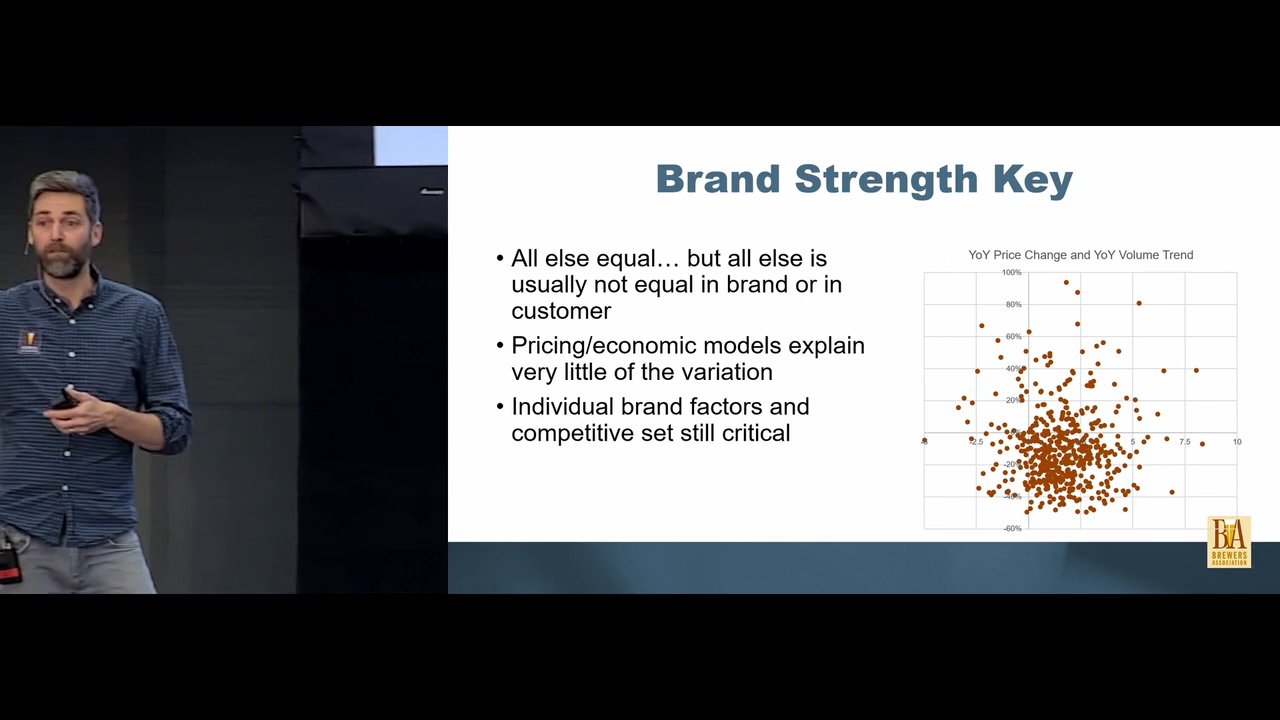 Brand Strength Key
• All else equal… but all else is
usually not equal in brand or in
customer
• Pricing/economic models explain
very little of the variation
• Individual brand factors and
competitive set still critical
YoY Price Change and YoY Volume Trend
100%
80%
60%
40%
20%
5
7.5
10
-20%
-40%
-60%
BA
BREWERS
ASSOCIATION